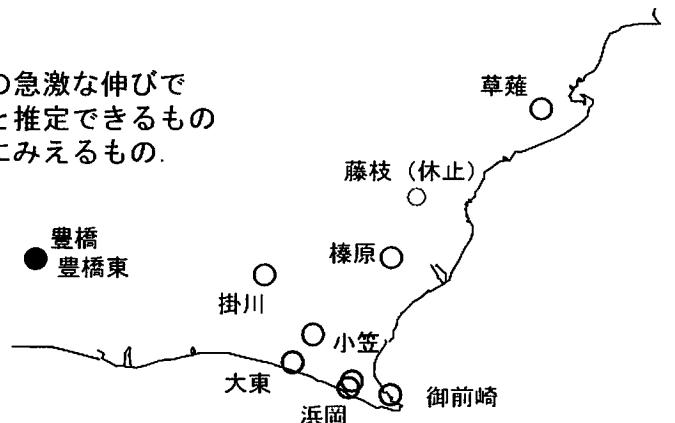 の急激な伸びで
と推定できるもの
にみえるもの.
草薙
藤枝（休止）
豊橋
豊橋東
榛原
掛川
小笠
大東
御前崎
浜岡